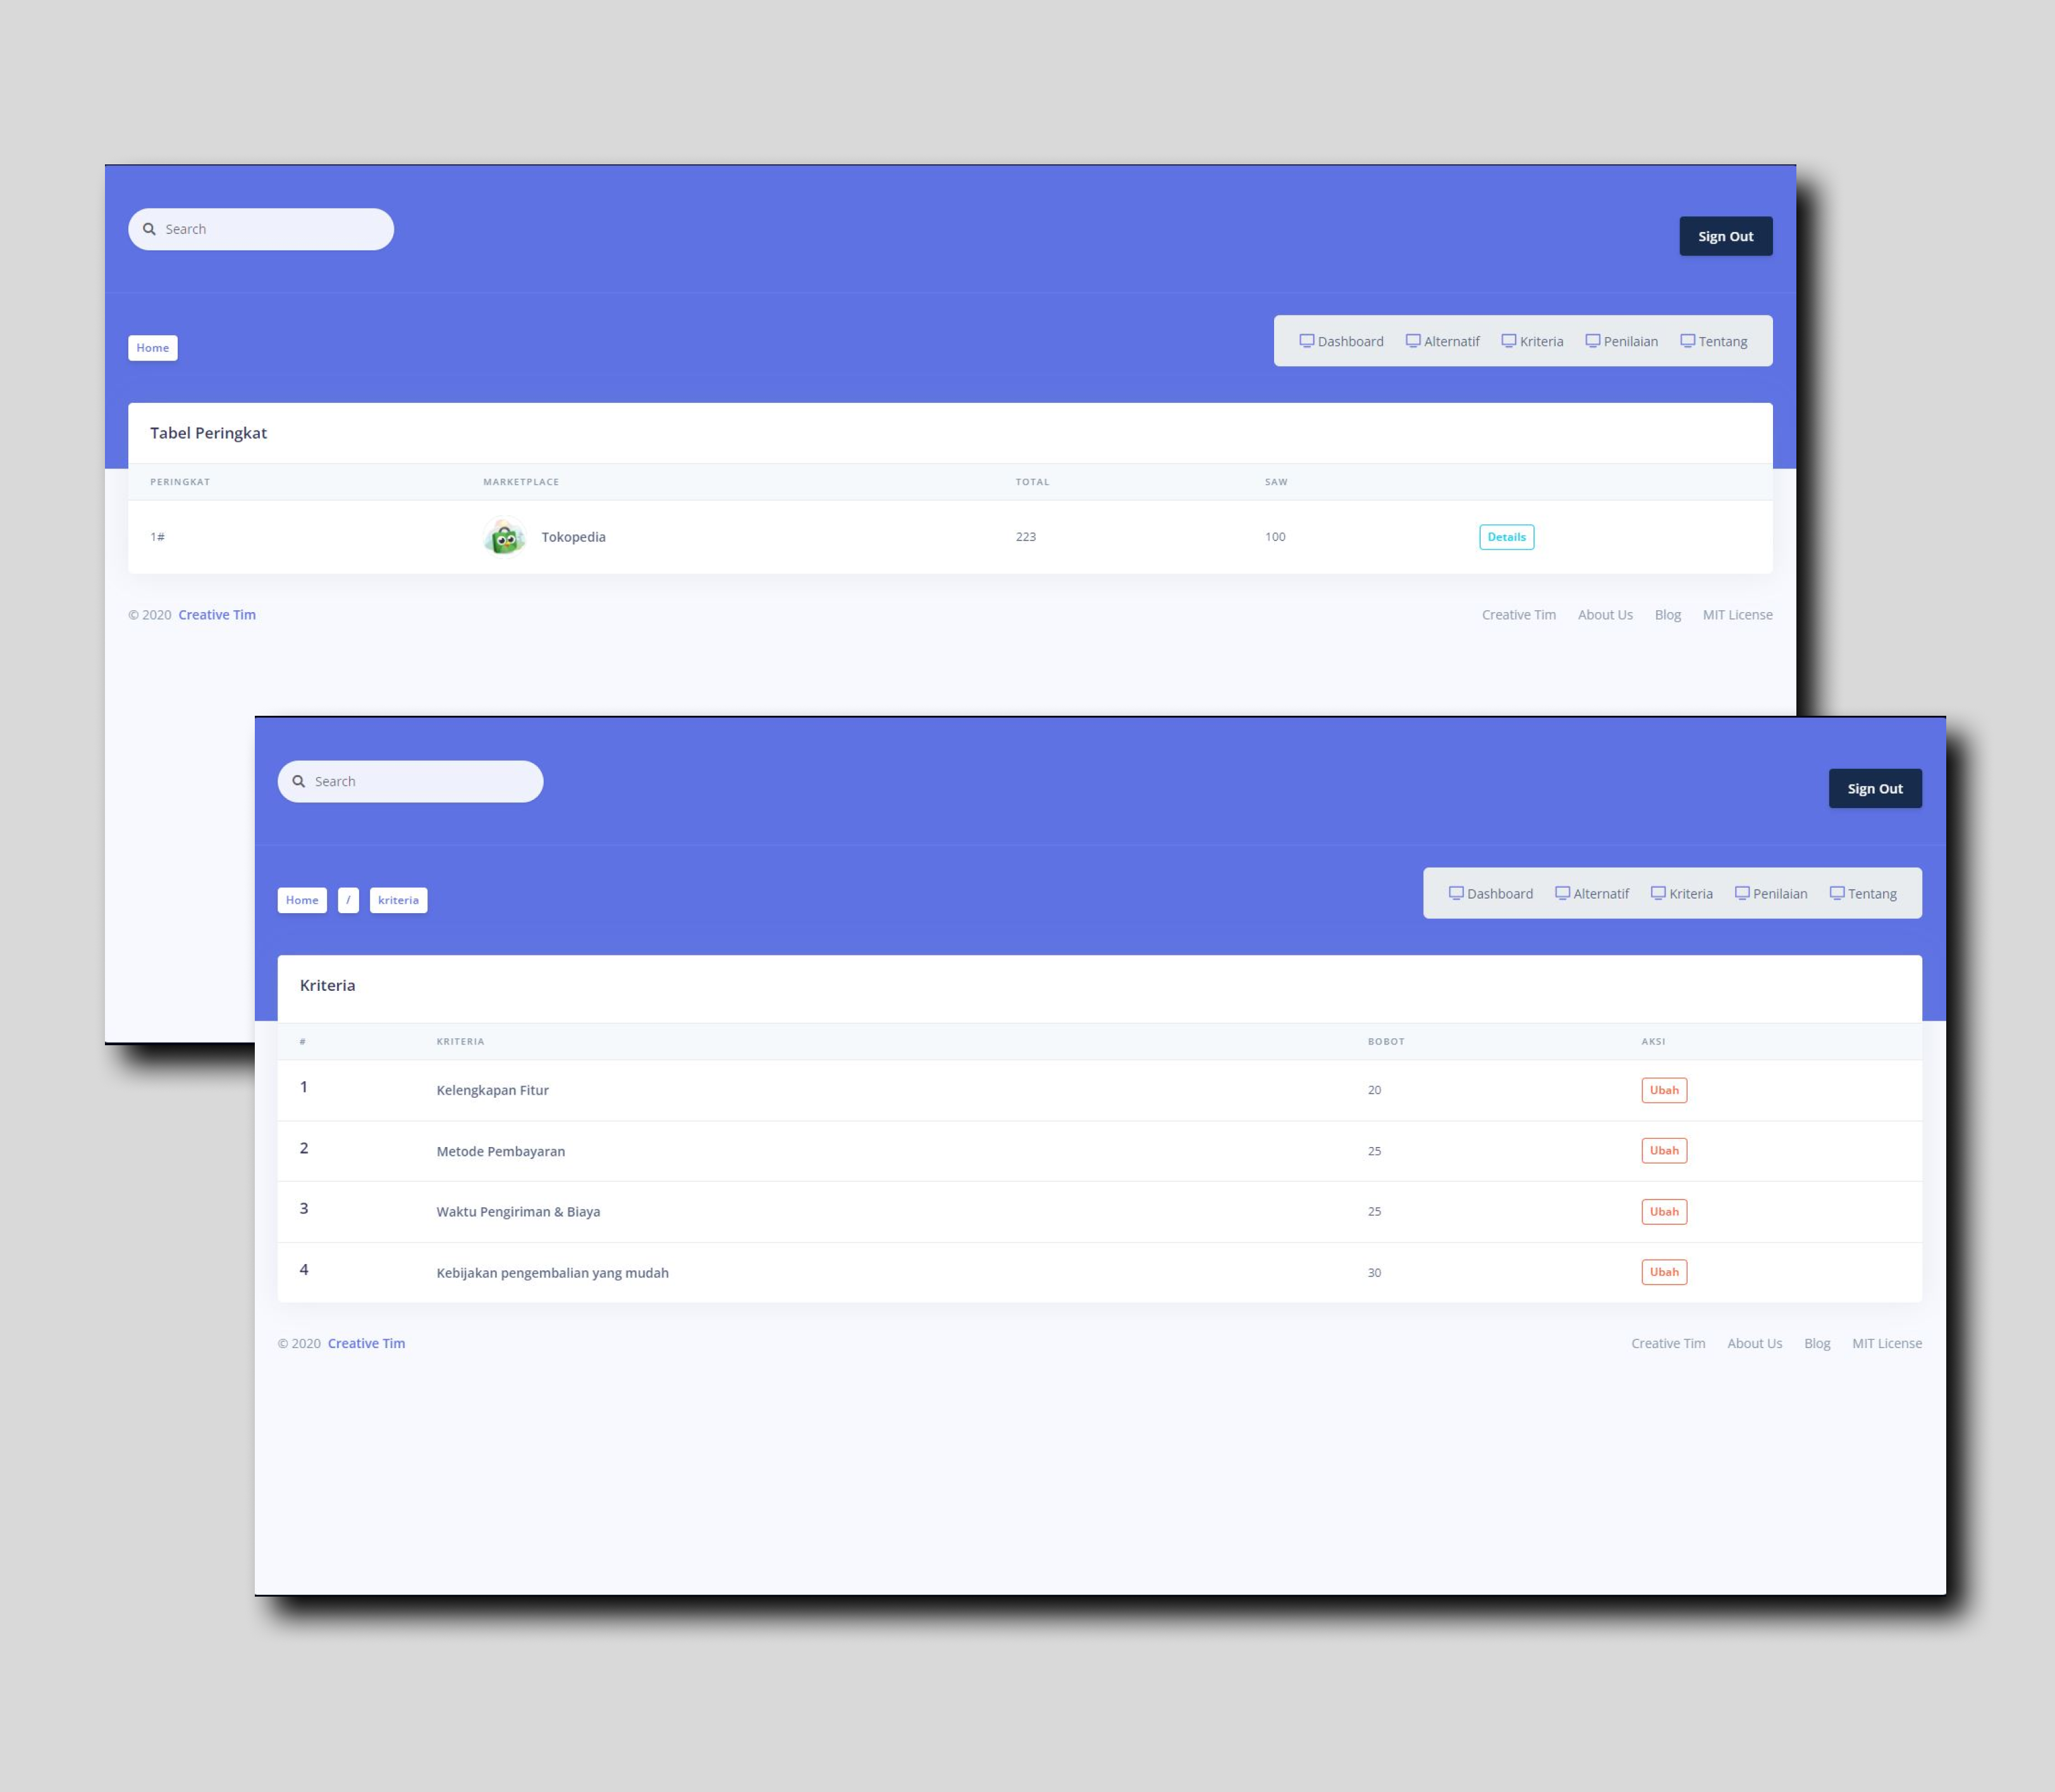 Search
Sign Out
Home
Dashboard Alternatif Kriteria Penilaian Tentang
Tabel Peringkat
PERINGKAT MARKETPLACE TOTAL SAW
1# Tokopedia 223 100 Details
© 2020 Creative Tim
Creative Tim About Us Blog MIT License
Search
Sign Out
Home / kriteria
Dashboard Alternatif Kriteria Penilaian Tentang
Kriteria
# KRITERIA BOBOT AKSI
1 Kelengkapan Fitur 20 Ubah
2 Metode Pembayaran 25 Ubah
3 Waktu Pengiriman & Biaya 25 Ubah
4 Kebijakan pengembalian yang mudah 30 Ubah
© 2020 Creative Tim
Creative Tim About Us Blog MIT License